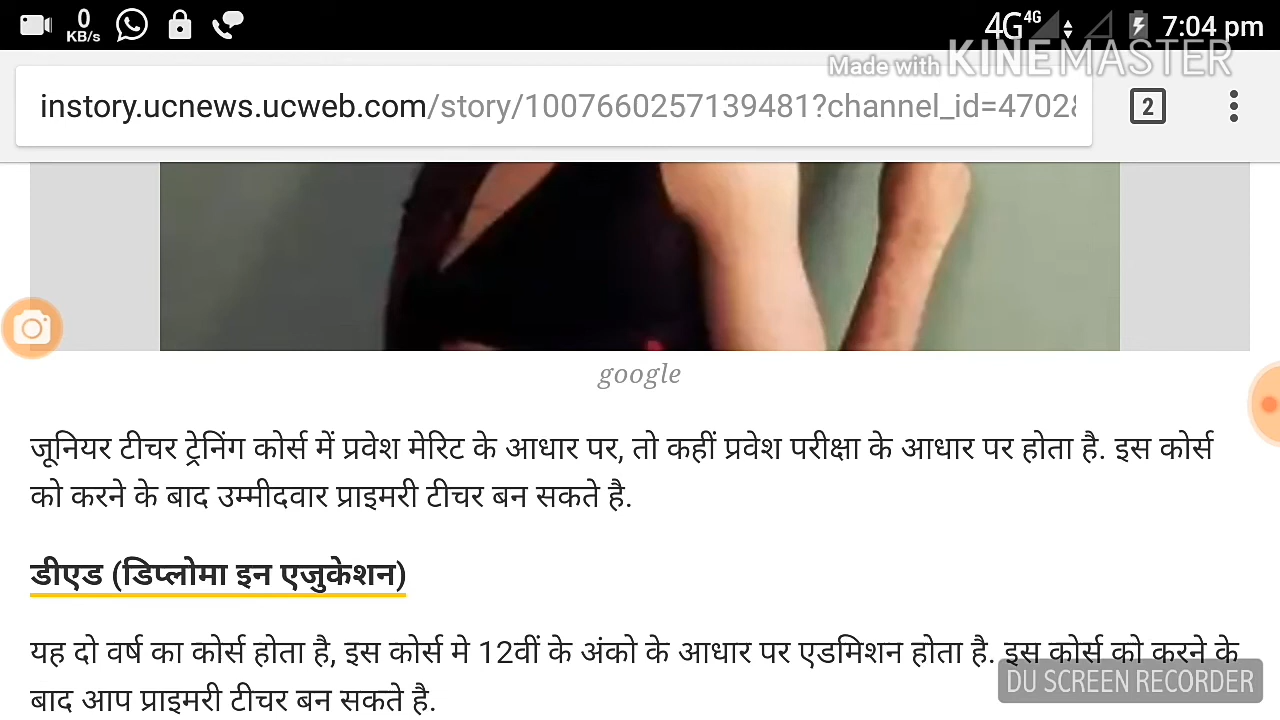 0
KB/s
4G 4G
7:04 pm
Made with KINEMASTER
instory.ucnews.ucweb.com/story/1007660257139481?channel_id=47028
2
google
जूनियर टीचर ट्रेनिंग कोर्स में प्रवेश मेरिट के आधार पर, तो कहीं प्रवेश परीक्षा के आधार पर होता है. इस कोर्स
को करने के बाद उम्मीदवार प्राइमरी टीचर बन सकते है.
डीएड (डिप्लोमा इन एजुकेशन)
यह दो वर्ष का कोर्स होता है, इस कोर्स मे 12वीं के अंको के आधार पर एडमिशन होता है. इस कोर्स को करने के
बाद आप प्राइमरी टीचर बन सकते है.
DU SCREEN RECORDER